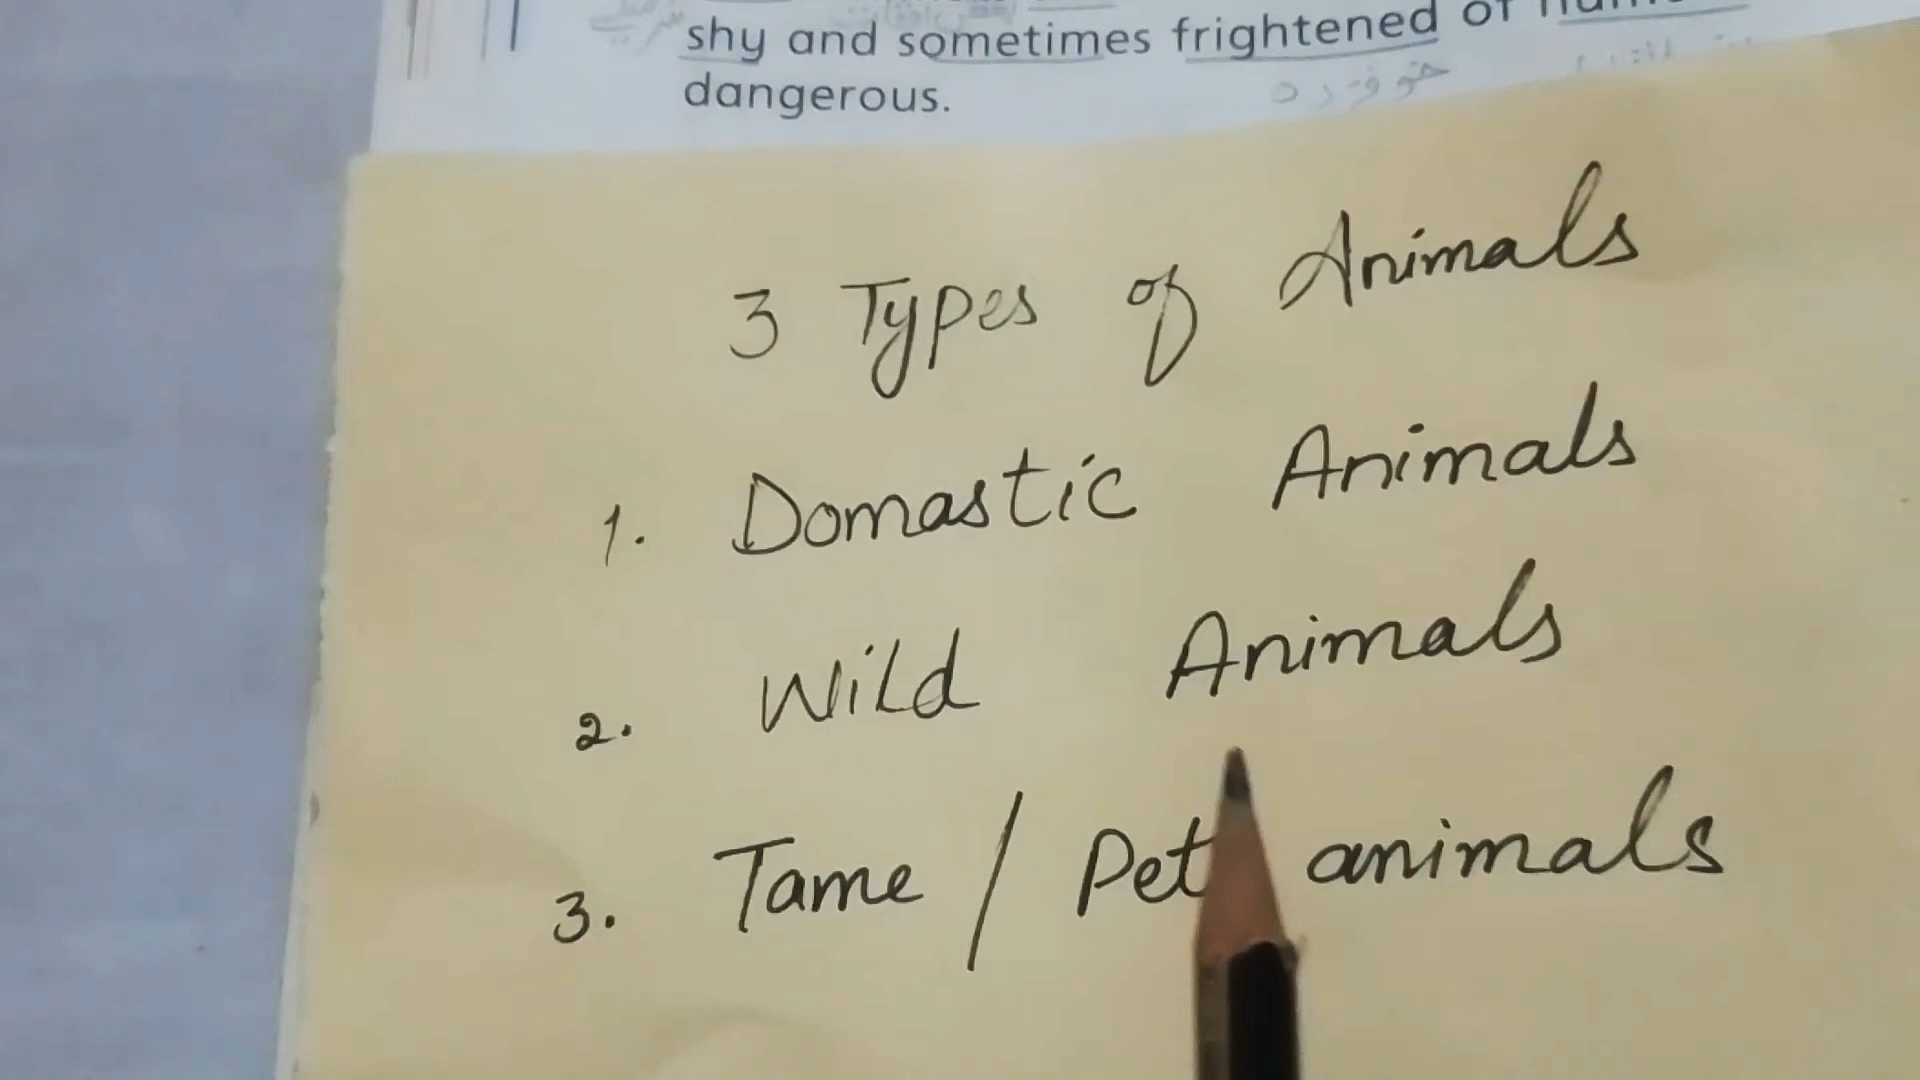 shy and sometimes frightened of
dangerous.
خوفزدہ
3 Types of Animals
1. Domastic Animals
2. Wild Animals
3. Tame / Pet animals